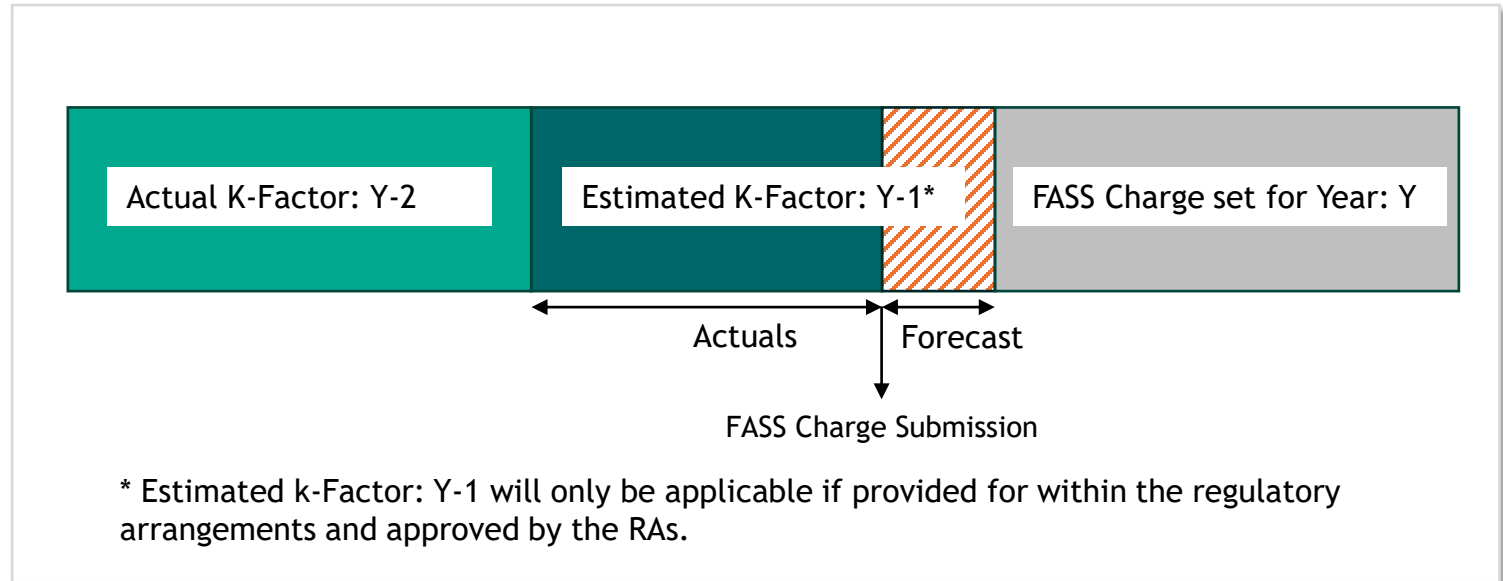 Actual K-Factor: Y-2
Estimated K-Factor: Y-1*
FASS Charge set for Year: Y
Actuals
Forecast
FASS Charge Submission
* Estimated k-Factor: Y-1 will only be applicable if provided for within the regulatory
arrangements and approved by the RAs.